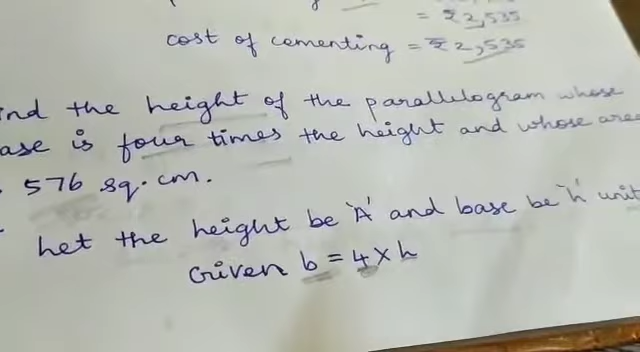 = ₹2,535
cost of cementing = ₹2,535
ind the height of the parallelogram whose
ase is four times the height and whose area
576 sq.cm.
het the height be 'A' and base be 'h' unit
Given b = 4 × h